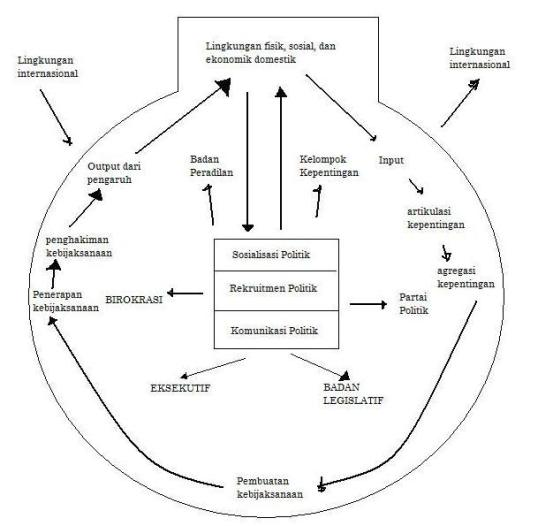 Lingkungan fisik, sosial, dan
ekonomik domestik
Lingkungan
internasional
Lingkungan
internasional
Output dari
pengaruh
Badan
Peradilan
Kelompok
Kepentingan
Input
artikulasi
kepentingan
penghakiman
kebijaksanaan
Sosialisasi Politik
agregasi
kepentingan
Penerapan
kebijaksanaan
BIROKRASI
Rekruitmen Politik
Partai
Politik
Komunikasi Politik
EKSEKUTIF
BADAN
LEGISLATIF
Pembuatan
kebijaksanaan